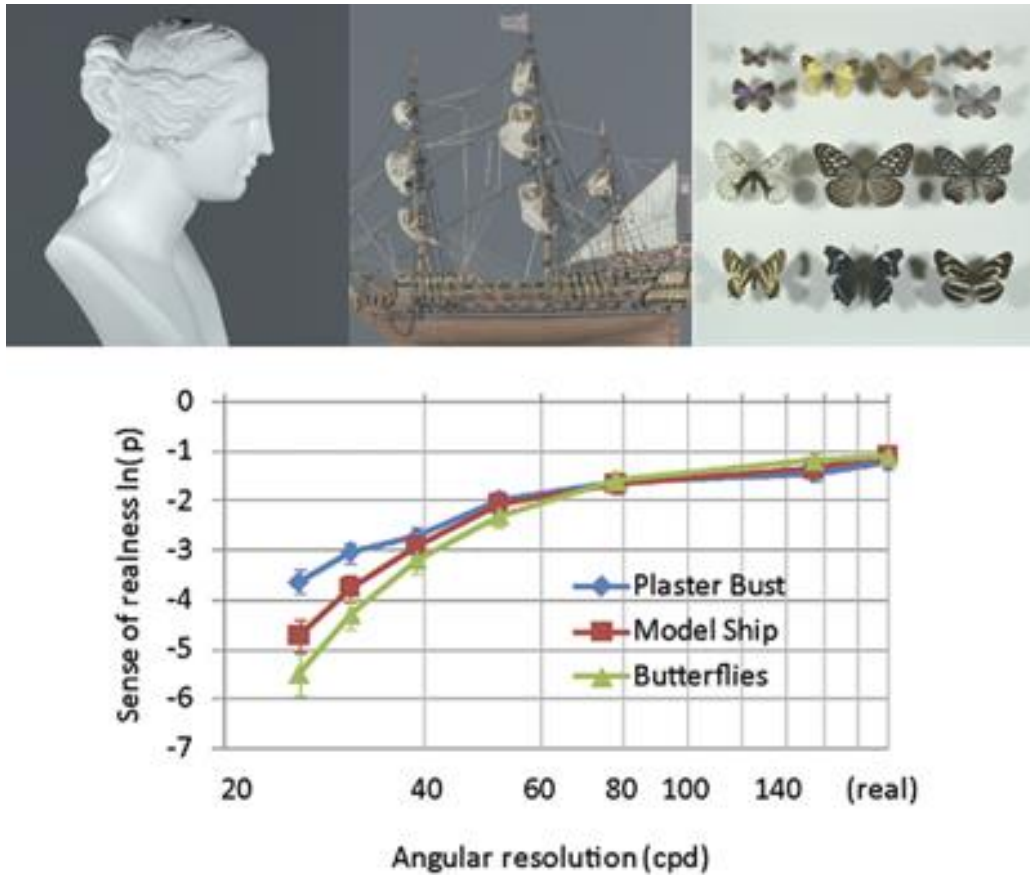 0
-1
-2
-3
-4
-5
-6
-7
Sense of realness ln( p)
Plaster Bust
Model Ship
Butterflies
20 40 60 80 100 140 (real)
Angular resolution (cpd)